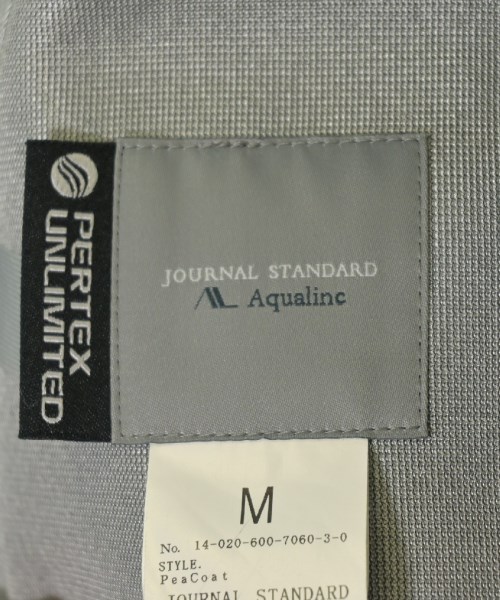 PERTEX
UNLIMITED
JOURNAL STANDARD
Aqualinc
M
No. 14-020-600-7060-3-0
STYLE.
PeaCoat
JOURNAL STANDARD